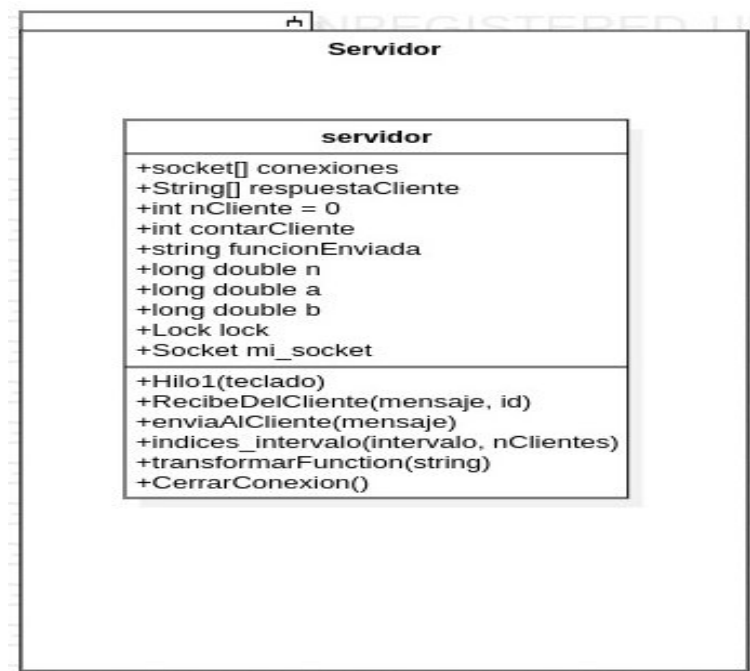 Servidor
servidor
+socket[] conexiones
+String[] respuestaCliente
+int nCliente = 0
+int contarCliente
+string funcionEnviada
+long double n
+long double a
+long double b
+Lock lock
+Socket mi_socket
+Hilo1(teclado)
+RecibeDelCliente(mensaje, id)
+enviaAlCliente(mensaje)
+indices_intervalo(intervalo, nClientes)
+transformarFunction(string)
+CerrarConexion()